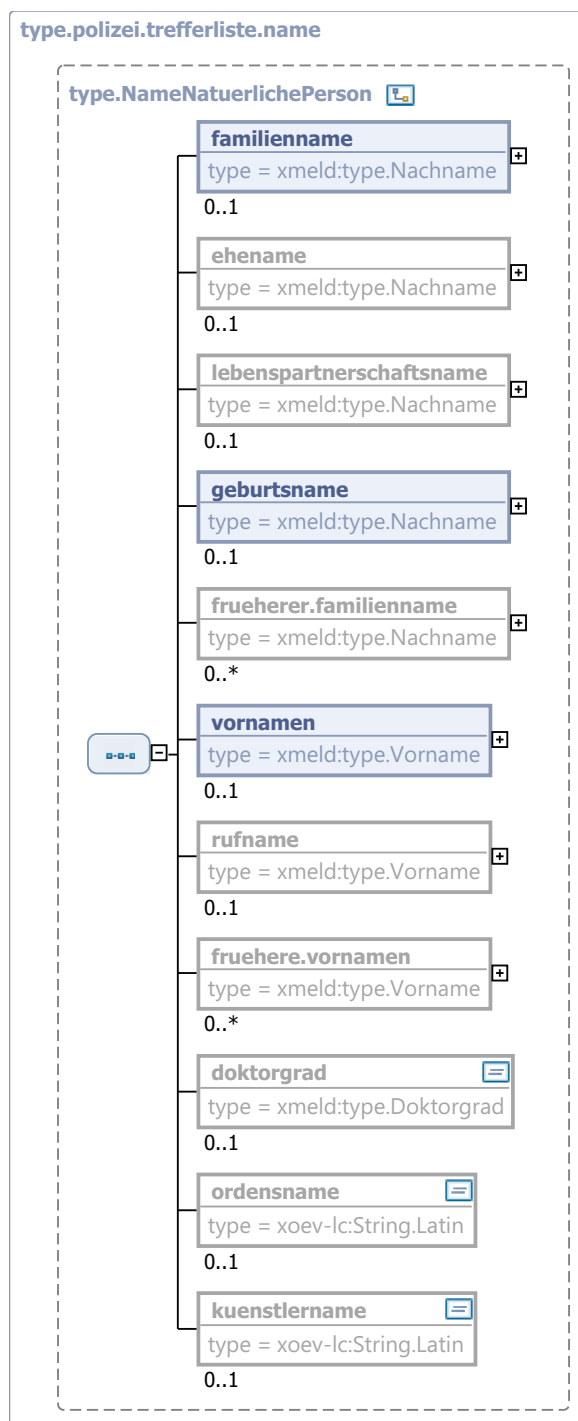 type.polizei.trefferliste.name
type.NameNatuerlichePerson
familienname
type = xmeld:type.Nachname
0..1
ehename
type = xmeld:type.Nachname
0..1
lebenspartnerschaftsname
type = xmeld:type.Nachname
0..1
geburtsname
type = xmeld:type.Nachname
0..1
frueherer.familienname
type = xmeld:type.Nachname
0..*
vornamen
type = xmeld:type.Vorname
0..1
rufname
type = xmeld:type.Vorname
0..1
fruehere.vornamen
type = xmeld:type.Vorname
0..*
doktorgrad
type = xmeld:type.Doktorgrad
0..1
ordensname
type = xoev-lc:String.Latin
0..1
kuenstlername
type = xoev-lc:String.Latin
0..1